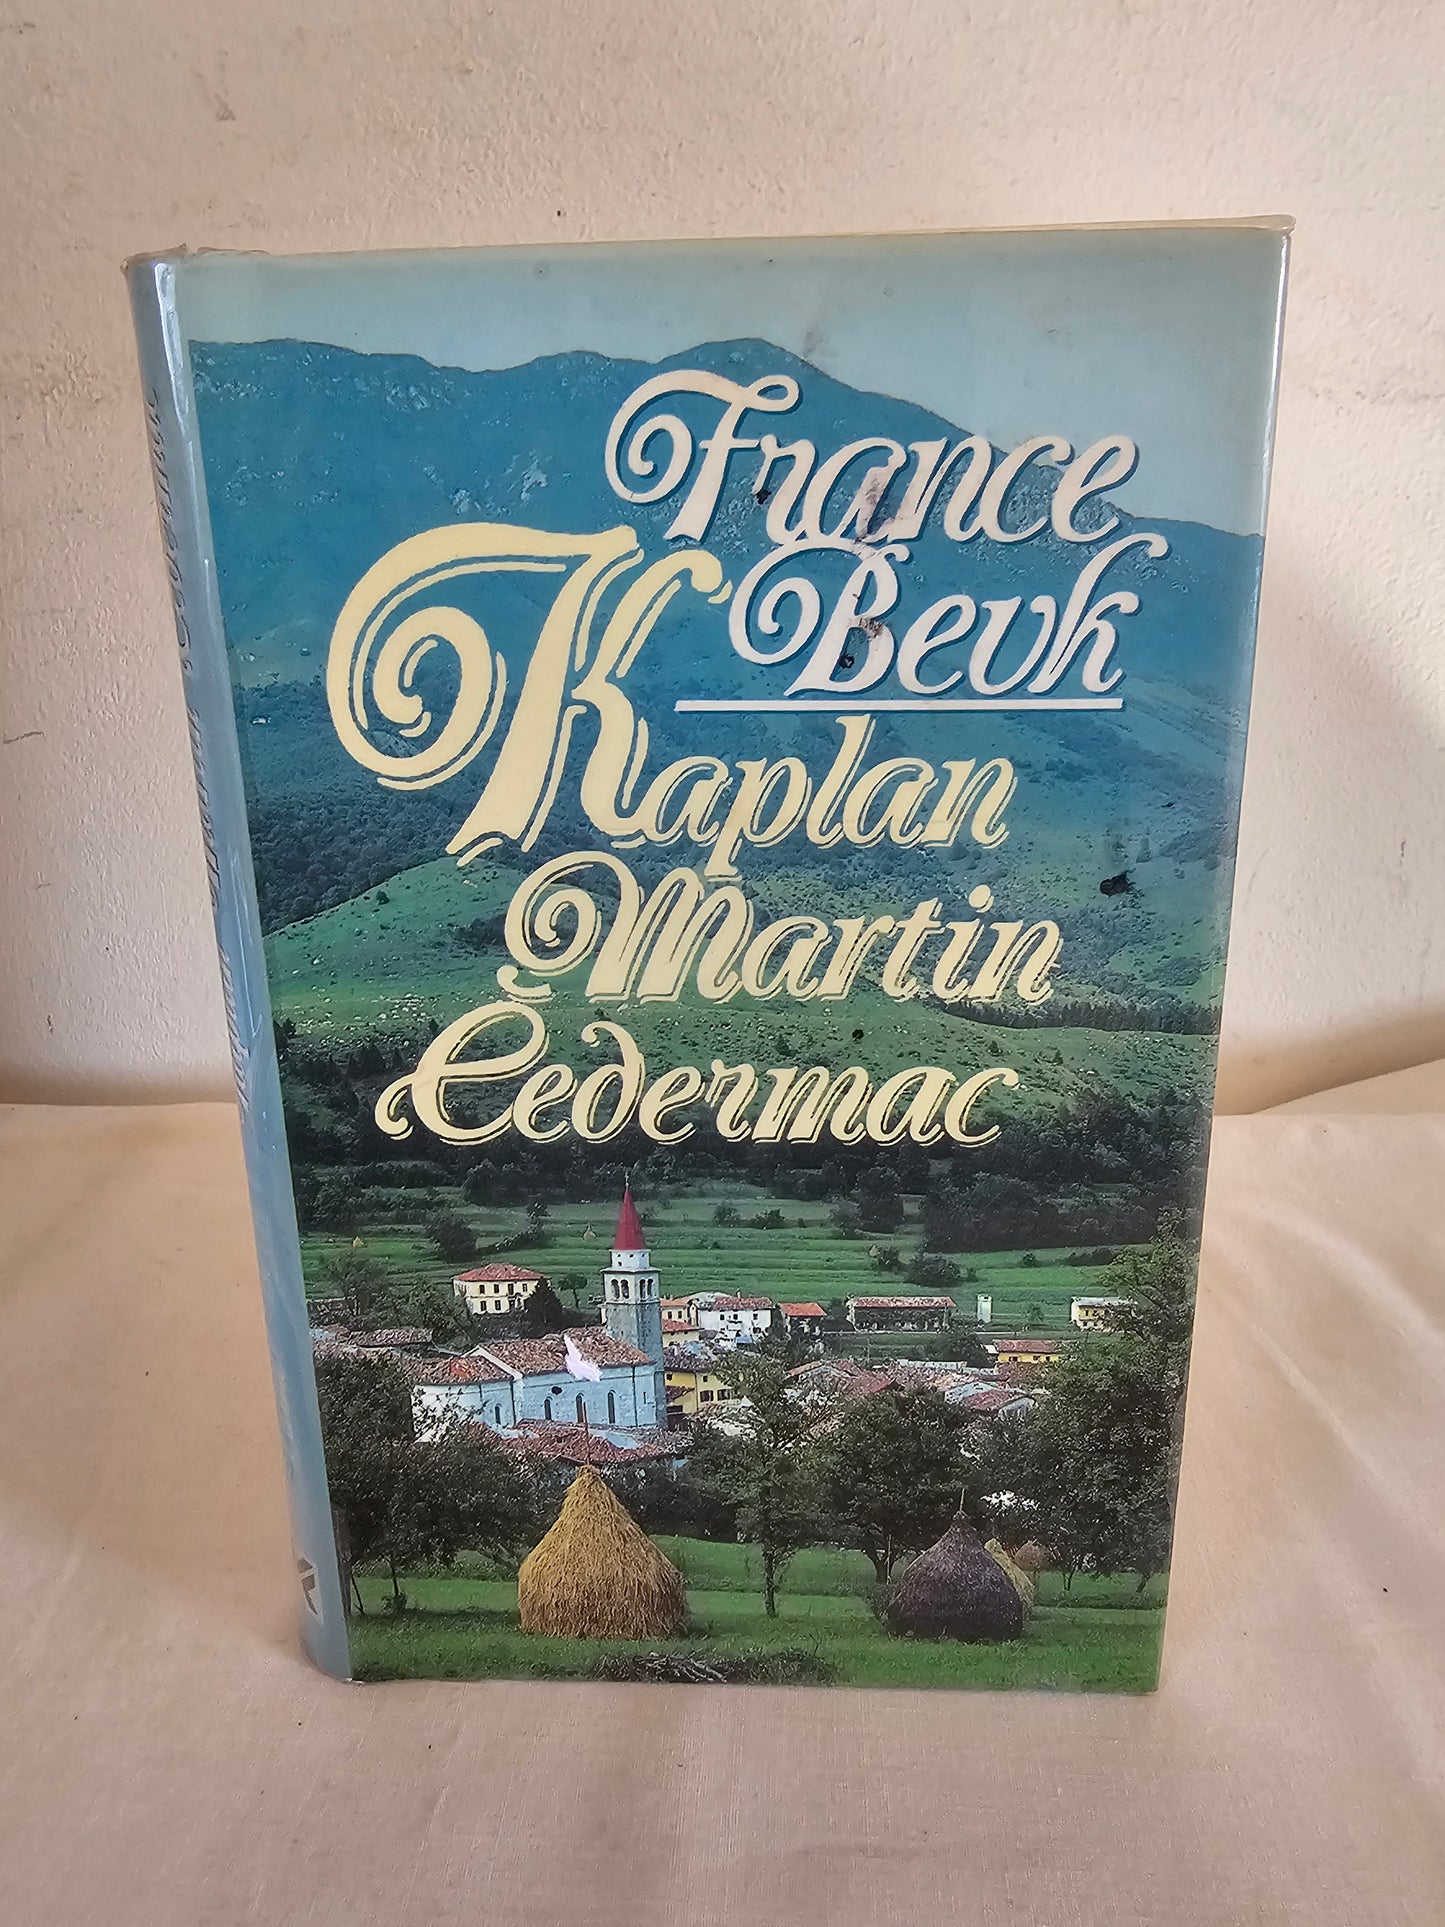 France
Bevk
Kaplan
Martin
Čedermac